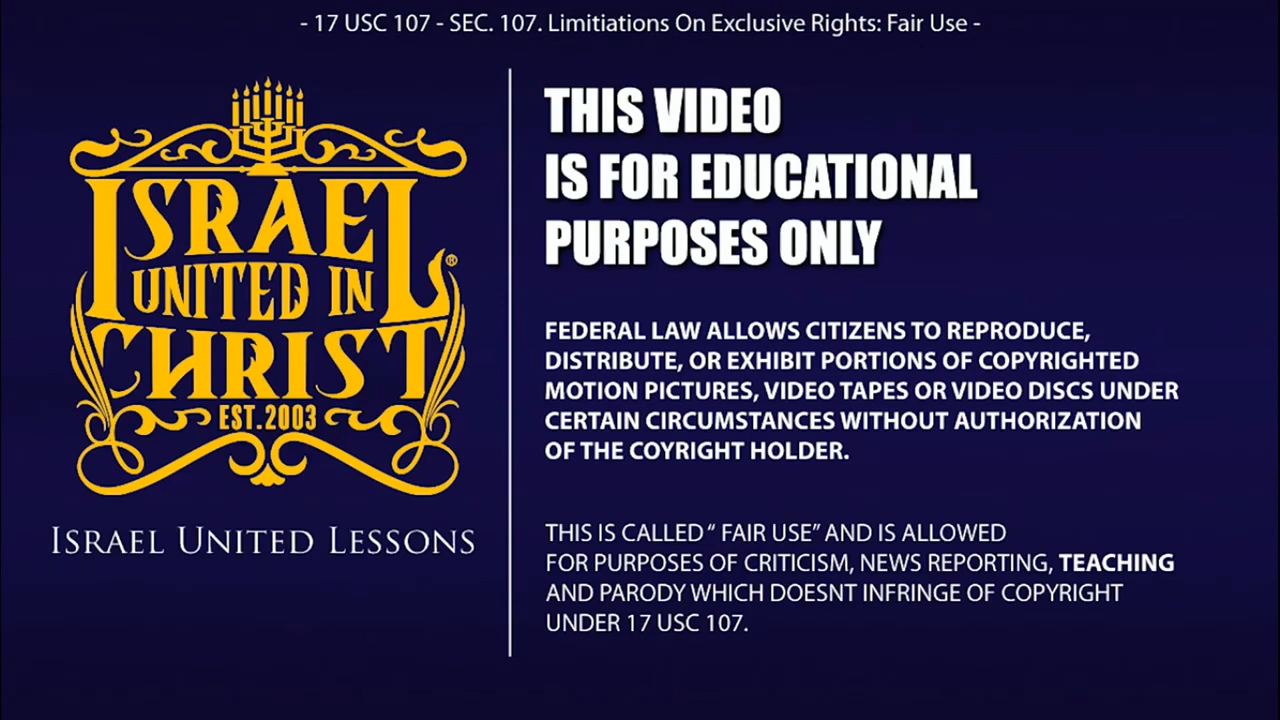 - 17 USC 107 - SEC. 107. Limitiations On Exclusive Rights: Fair Use -
ISRAEL
UNITED IN
CHRIST
®
EST.2003
ISRAEL UNITED LESSONS
THIS VIDEO
IS FOR EDUCATIONAL
PURPOSES ONLY
FEDERAL LAW ALLOWS CITIZENS TO REPRODUCE,
DISTRIBUTE, OR EXHIBIT PORTIONS OF COPYRIGHTED
MOTION PICTURES, VIDEO TAPES OR VIDEO DISCS UNDER
CERTAIN CIRCUMSTANCES WITHOUT AUTHORIZATION
OF THE COYRIGHT HOLDER.
THIS IS CALLED “ FAIR USE” AND IS ALLOWED
FOR PURPOSES OF CRITICISM, NEWS REPORTING, TEACHING
AND PARODY WHICH DOESNT INFRINGE OF COPYRIGHT
UNDER 17 USC 107.